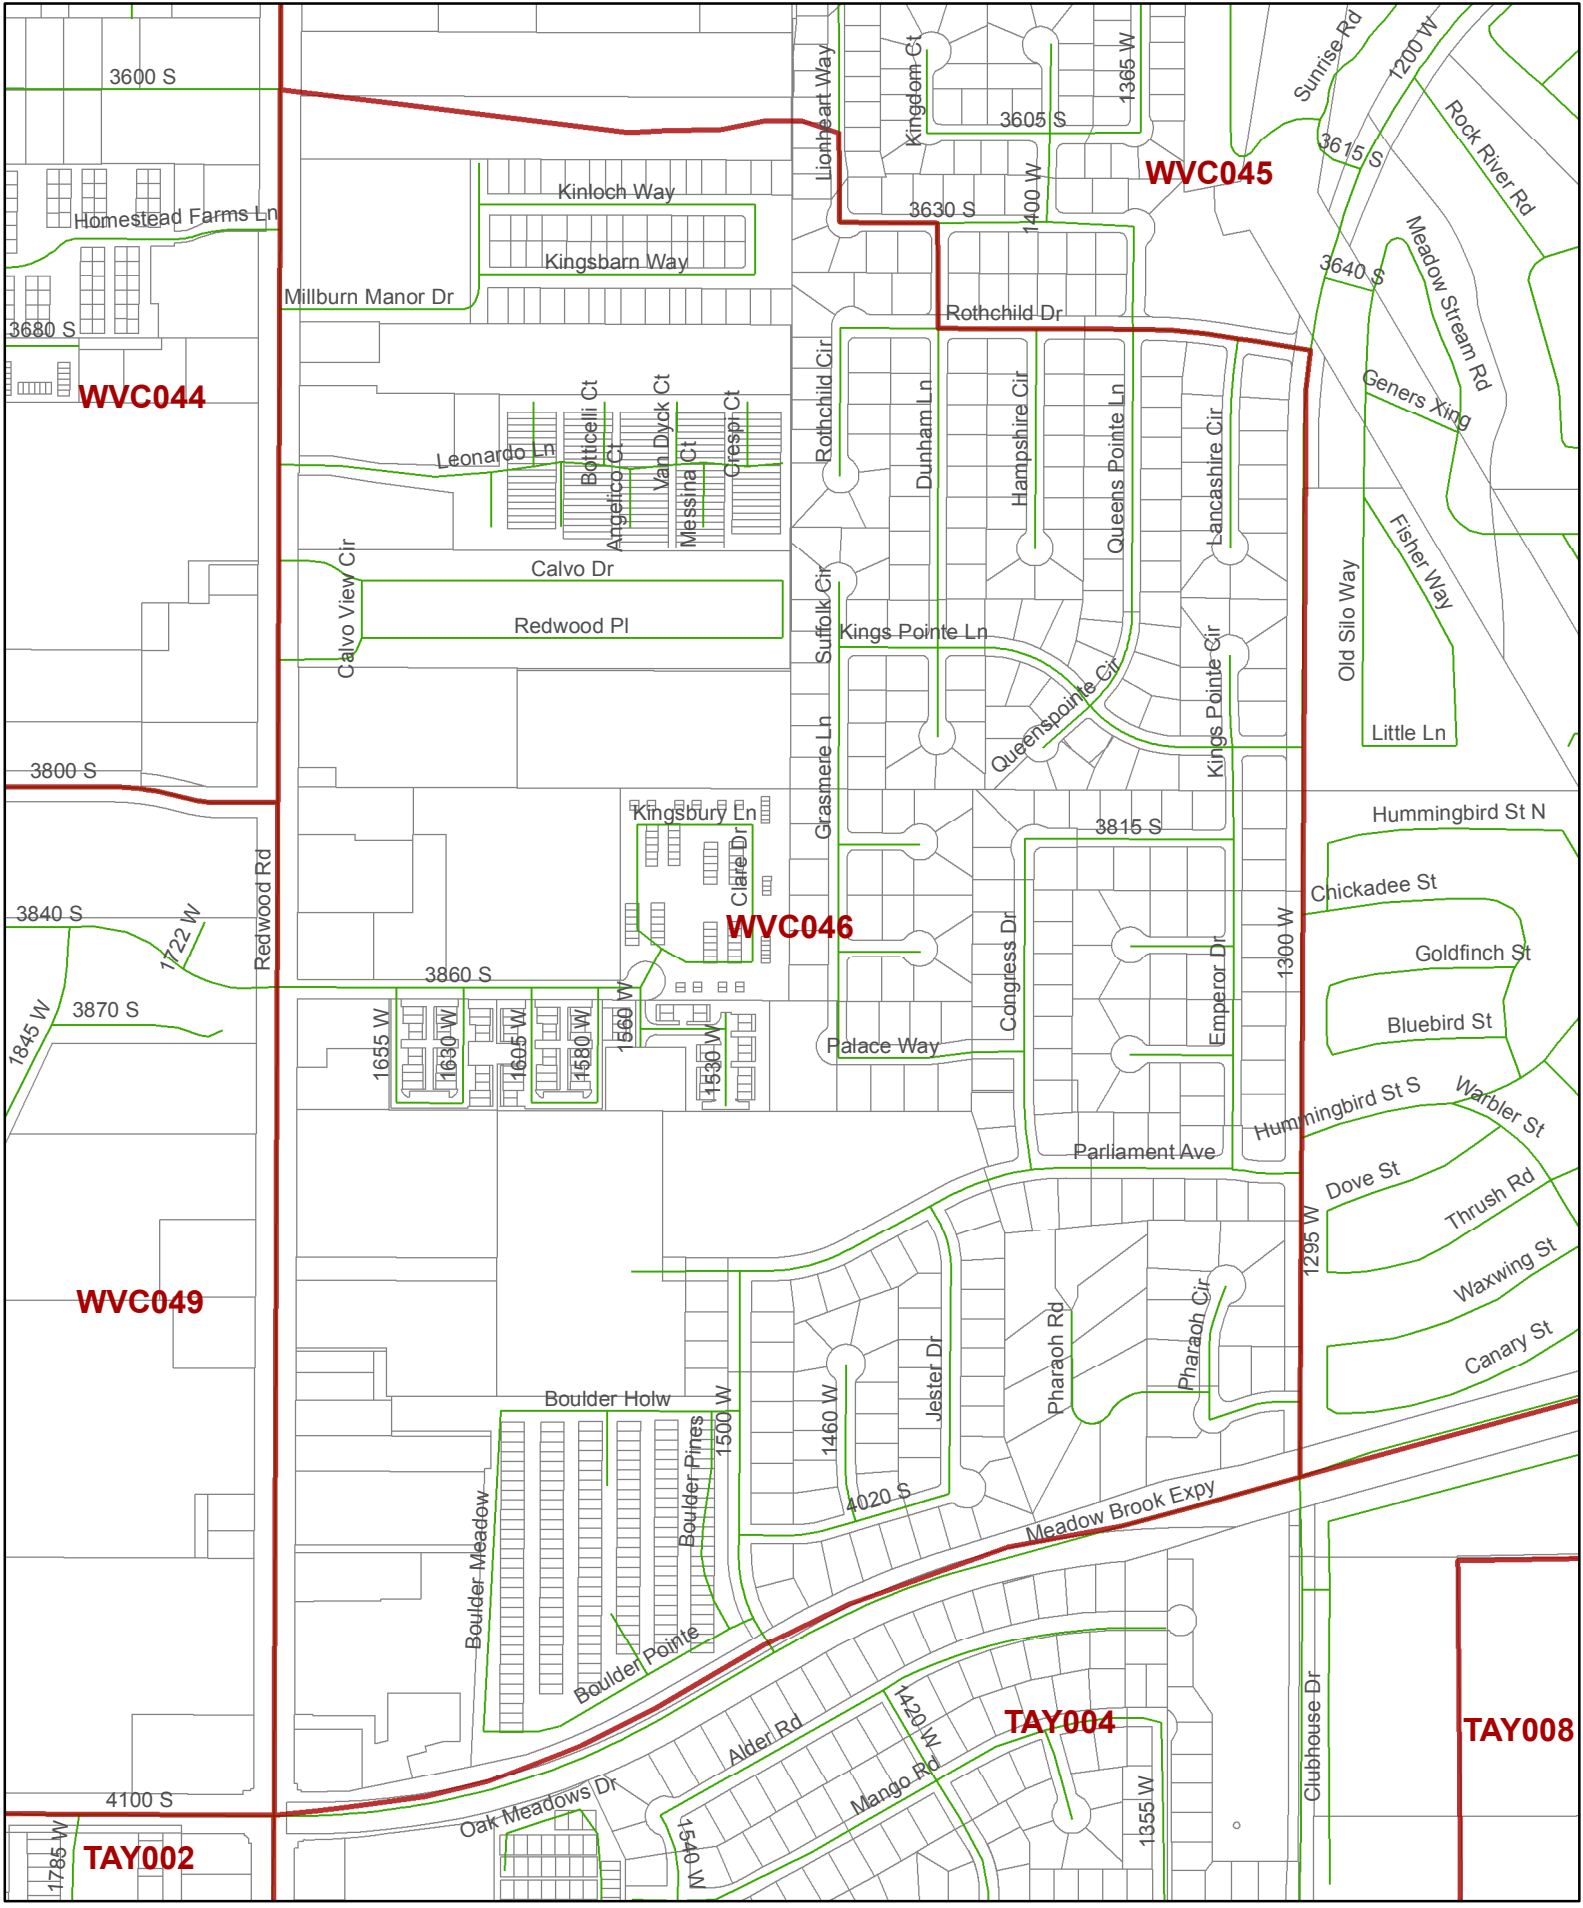 3600 S
Lionheart Way
Kingdom Ct
1365 W
Sunrise Rd
1200 W
3605 S
Rock River Rd
3615 S
WVC045
Kinloch Way
1400 W
3630 S
Homestead Farms Ln
Meadow Stream Rd
Kingsbarn Way
3640 S
Millburn Manor Dr
Rothchild Dr
3680 S
WVC044
Rothchild Cir
Dunham Ln
Hampshire Cir
Queens Pointe Ln
Lancashire Cir
Geners Xing
Leonardo Ln
Botticelli Ct
Angelico Ct
Van Dyck Ct
Messina Ct
Crespi Ct
Fisher Way
Old Silo Way
Calvo View Cir
Calvo Dr
Redwood Pl
Suffolk Cir
Kings Pointe Ln
Kings Pointe Cir
Queenspointe Cir
Little Ln
Grasmere Ln
3800 S
Kingsbury Ln
Clare Dr
3815 S
Hummingbird St N
Redwood Rd
Chickadee St
3840 S
1722 W
WVC046
Congress Dr
Emperor Dr
1300 W
Goldfinch St
3860 S
3870 S
1845 W
1655 W
1630 W
1605 W
1580 W
1560 W
1530 W
Palace Way
Bluebird St
Hummingbird St S
Warbler St
Parliament Ave
Dove St
Thrush Rd
1295 W
Waxwing St
WVC049
Pharaoh Rd
Pharaoh Cir
Canary St
Jester Dr
Boulder Holw
1500 W
1460 W
Boulder Pines
Boulder Meadow
4020 S
Meadow Brook Expy
Boulder Pointe
Clubhouse Dr
1420 W
TAY004
TAY008
Alder Rd
Mango Rd
4100 S
Oak Meadows Dr
1355 W
1785 W
TAY002
1540 W